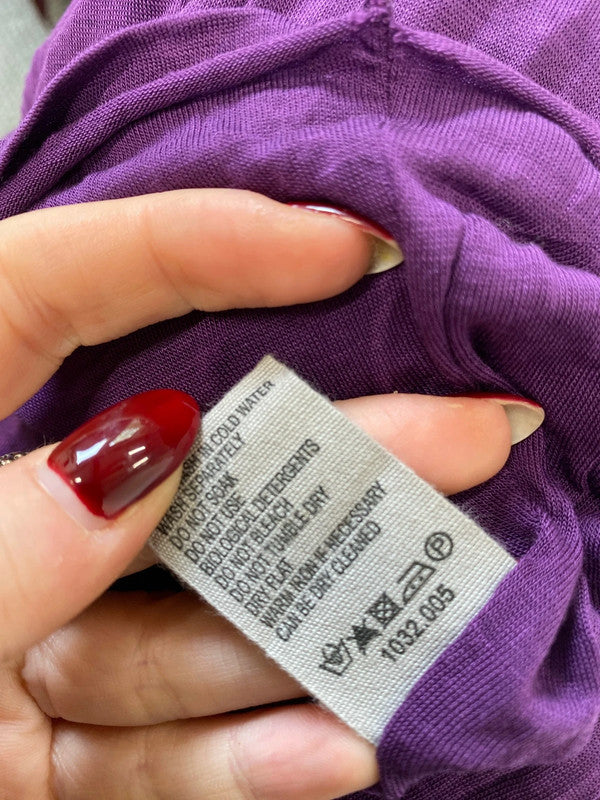 COLD WATER
SEPARATELY
DO NOT SOAK
DO NOT USE
BIOLOGICAL DETERGENTS
DO NOT BLEACH
DO NOT TUMBLE DRY
DRY FLAT
WARM IRON IF NECESSARY
CAN BE DRY CLEANED
P
1032.005